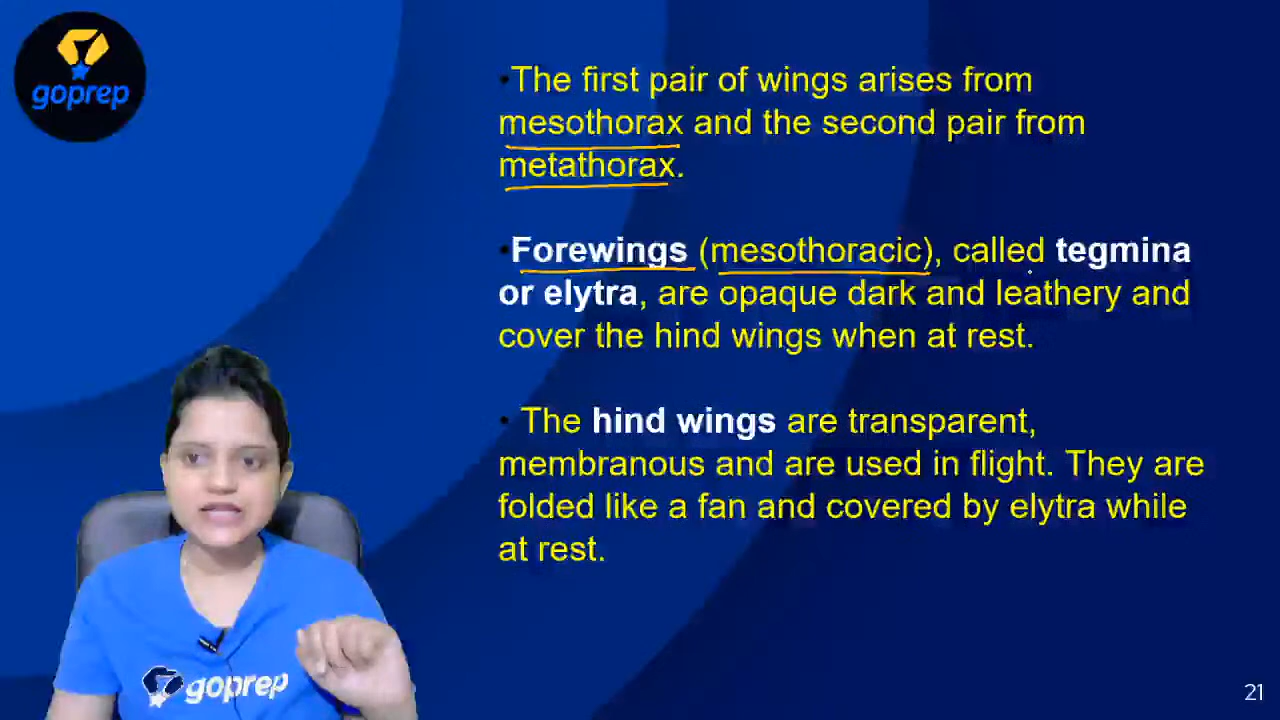 goprep
•The first pair of wings arises from
mesothorax and the second pair from
metathorax.
•Forewings (mesothoracic), called tegmina
or elytra, are opaque dark and leathery and
cover the hind wings when at rest.
• The hind wings are transparent,
membranous and are used in flight. They are
folded like a fan and covered by elytra while
at rest.
goprep
21